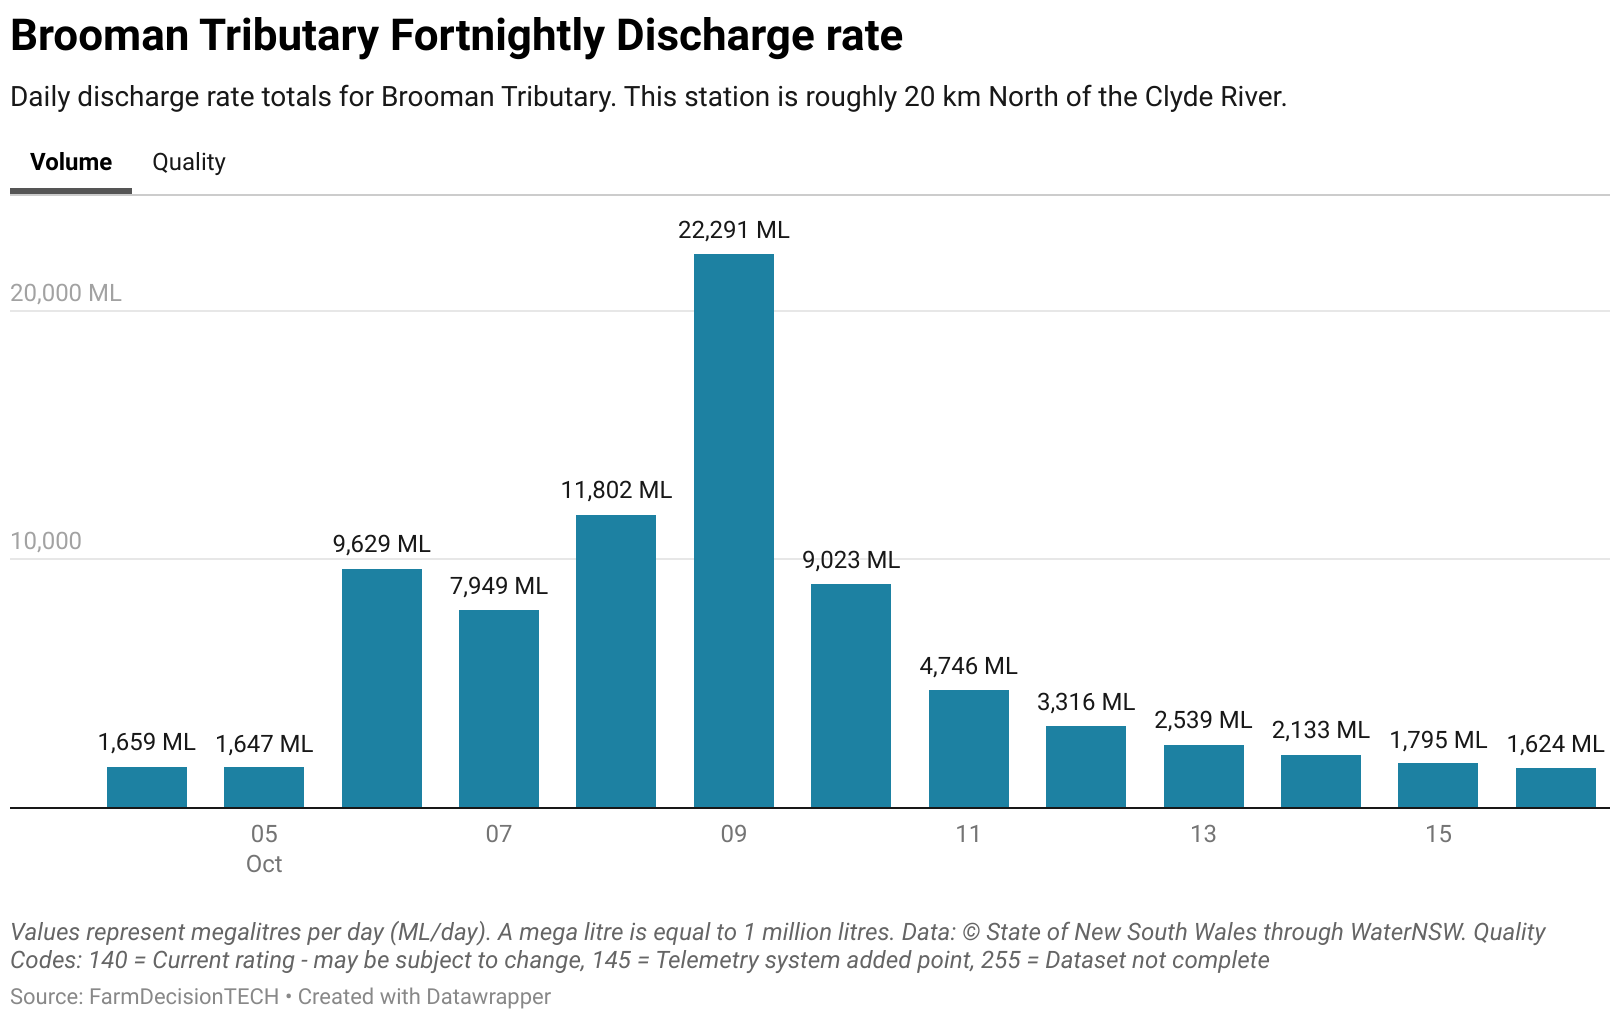 Brooman Tributary Fortnightly Discharge rate
Daily discharge rate totals for Brooman Tributary. This station is roughly 20 km North of the Clyde River.
Volume Quality
22,291 ML
20,000 ML
11,802 ML
10,000
9,629 ML
9,023 ML
7,949 ML
4,746 ML
3,316 ML
2,539 ML
2,133 ML
1,659 ML 1,647 ML
1,795 ML
1,624 ML
05 07 09 11 13 15
Oct
Values represent megalitres per day (ML/day). A mega litre is equal to 1 million litres. Data: © State of New South Wales through WaterNSW. Quality
Codes: 140 = Current rating - may be subject to change, 145 = Telemetry system added point, 255 = Dataset not complete
Source: FarmDecisionTECH • Created with Datawrapper